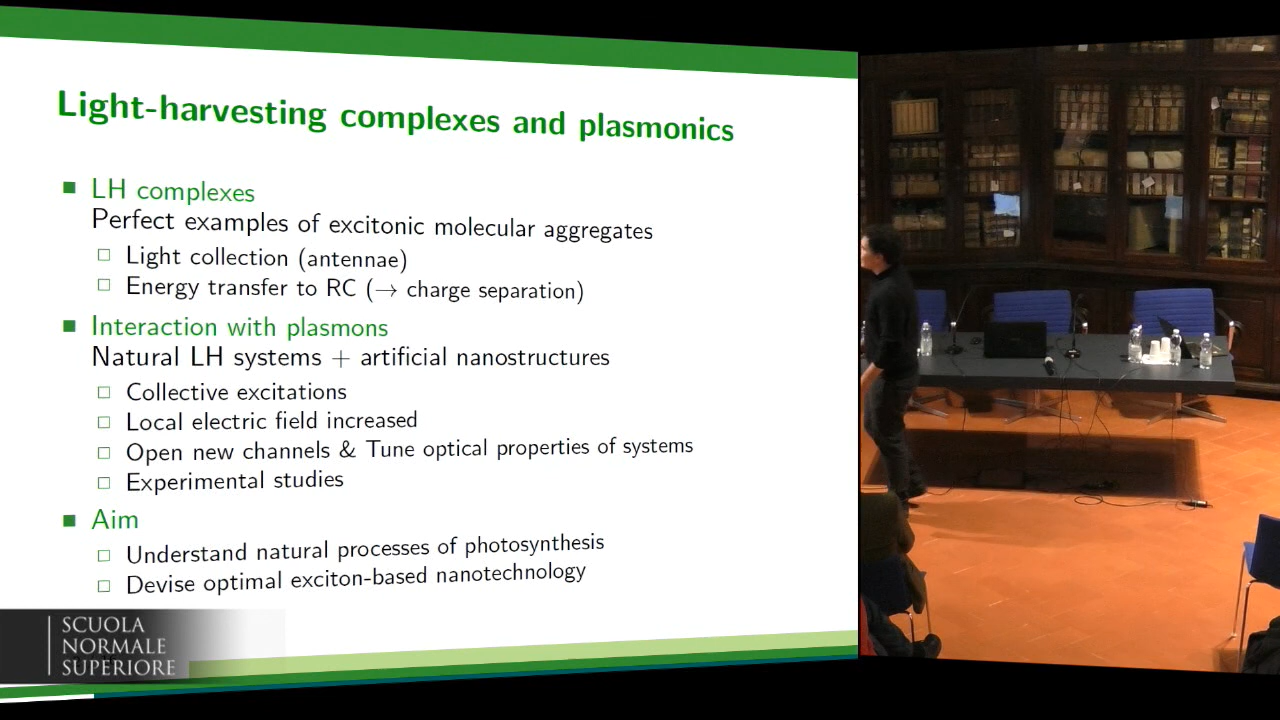 Light-harvesting complexes and plasmonics
LH complexes
Perfect examples of excitonic molecular aggregates
Light collection (antennae)
Energy transfer to RC (→ charge separation)
Interaction with plasmons
Natural LH systems + artificial nanostructures
Collective excitations
Local electric field increased
Open new channels & Tune optical properties of systems
Experimental studies
Aim
Understand natural processes of photosynthesis
Devise optimal exciton-based nanotechnology
SCUOLA
NORMALE
SUPERIORE